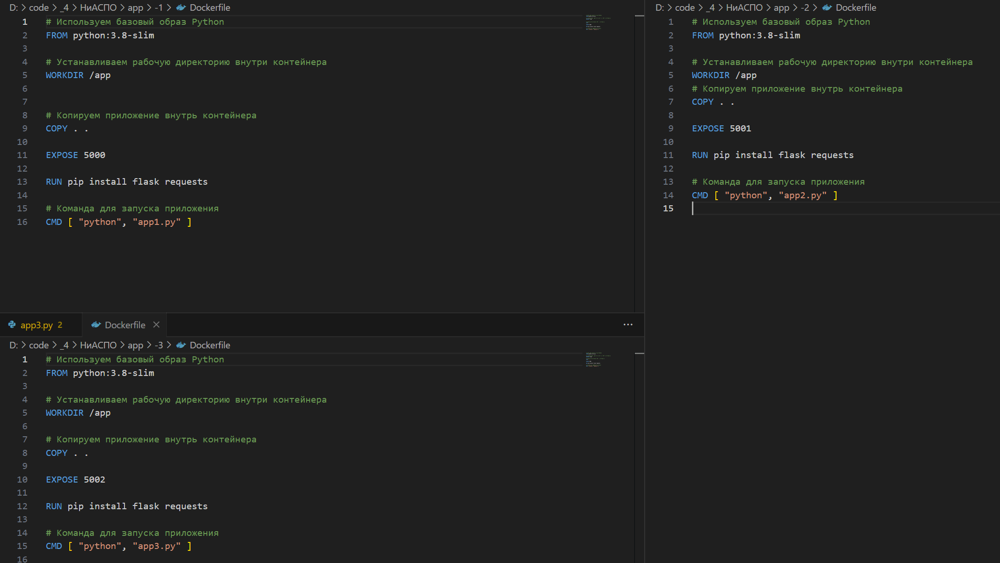 D: > code > _4 > НиАСПО > app > -1 > Dockerfile
1 # Используем базовый образ Python
2 FROM python:3.8-slim
3
4 # Устанавливаем рабочую директорию внутри контейнера
5 WORKDIR /app
6
7
8 # Копируем приложение внутрь контейнера
9 COPY . .
10
11 EXPOSE 5000
12
13 RUN pip install flask requests
14
15 # Команда для запуска приложения
16 CMD [ "python", "app1.py" ]
D: > code > _4 > НиАСПО > app > -2 > Dockerfile
1 # Используем базовый образ Python
2 FROM python:3.8-slim
3
4 # Устанавливаем рабочую директорию внутри контейнера
5 WORKDIR /app
6 # Копируем приложение внутрь контейнера
7 COPY . .
8
9 EXPOSE 5001
10
11 RUN pip install flask requests
12
13 # Команда для запуска приложения
14 CMD [ "python", "app2.py" ]
15
app3.py 2 Dockerfile
D: > code > _4 > НиАСПО > app > -3 > Dockerfile
1 # Используем базовый образ Python
2 FROM python:3.8-slim
3
4 # Устанавливаем рабочую директорию внутри контейнера
5 WORKDIR /app
6
7 # Копируем приложение внутрь контейнера
8 COPY . .
9
10 EXPOSE 5002
11
12 RUN pip install flask requests
13
14 # Команда для запуска приложения
15 CMD [ "python", "app3.py" ]
16